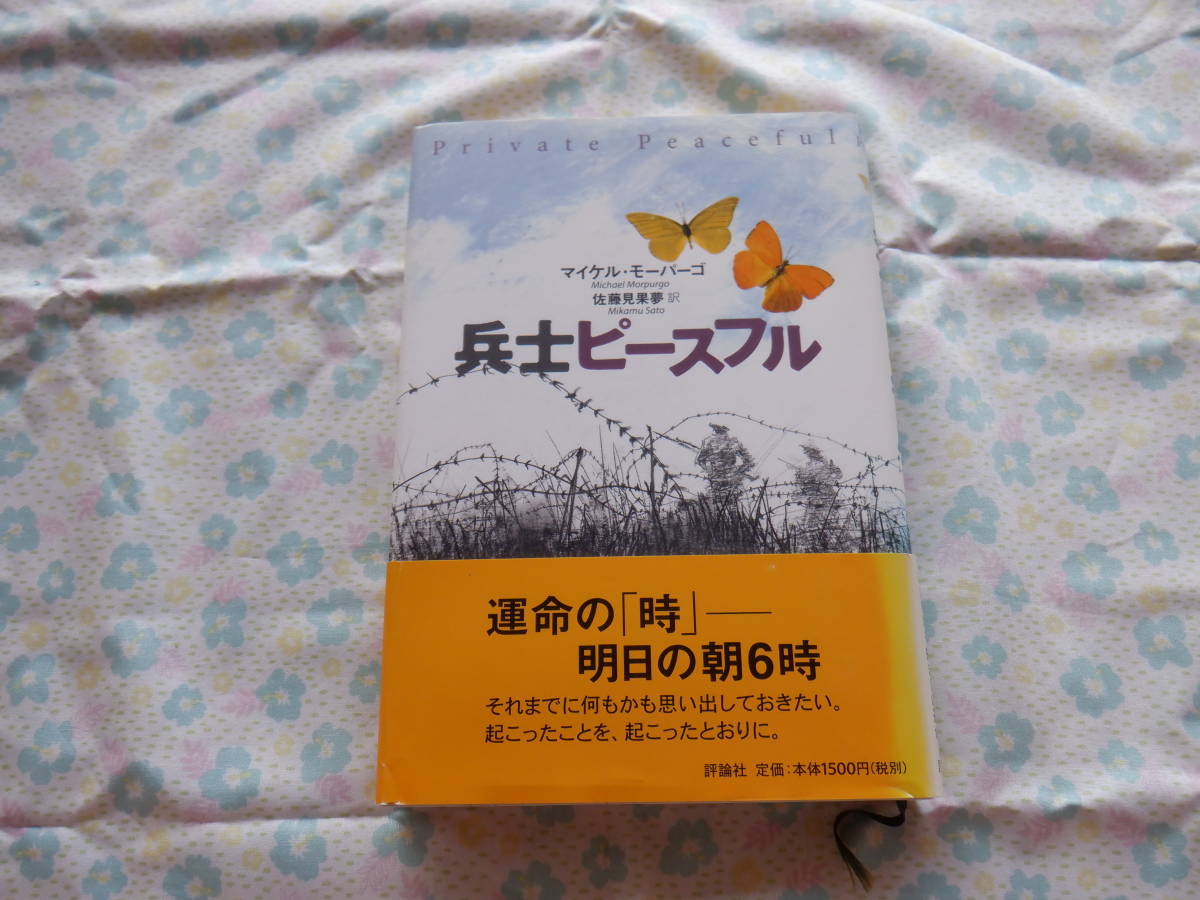 Private Peaceful
マイケル・モーパーゴ
Michael Morpurgo
佐藤見果夢 訳
Mikamu Sato
兵士ピースフル
運命の「時」――
明日の朝6時
それまでに何もかも思い出しておきたい。
起こったことを、起こったとおりに。
評論社 定価:本体1500円(税別)